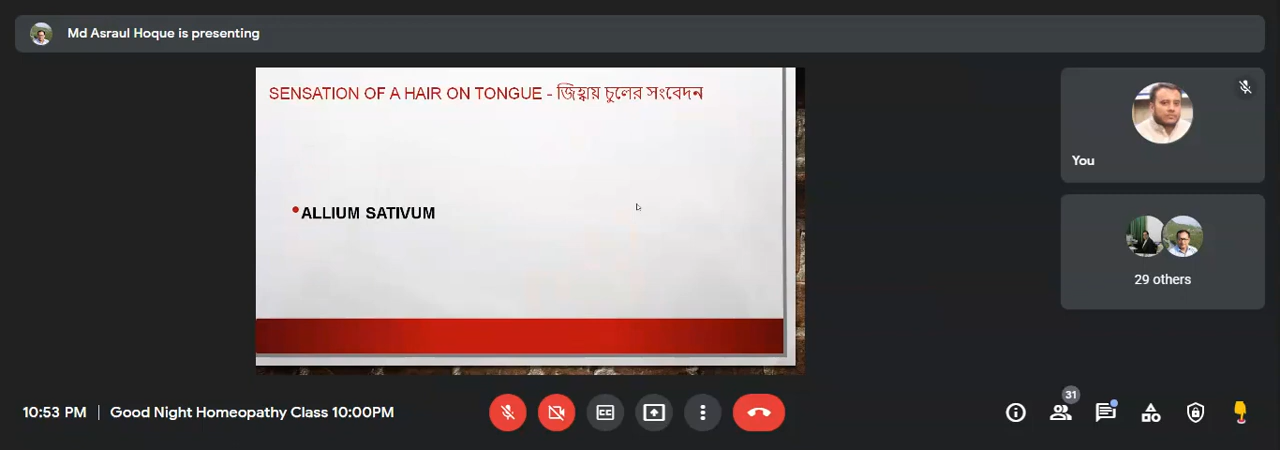 Md Asraul Hoque is presenting
SENSATION OF A HAIR ON TONGUE - জিহ্বায় চুলের সংবেদন
•ALLIUM SATIVUM
You
29 others
10:53 PM | Good Night Homeopathy Class 10:00PM
31